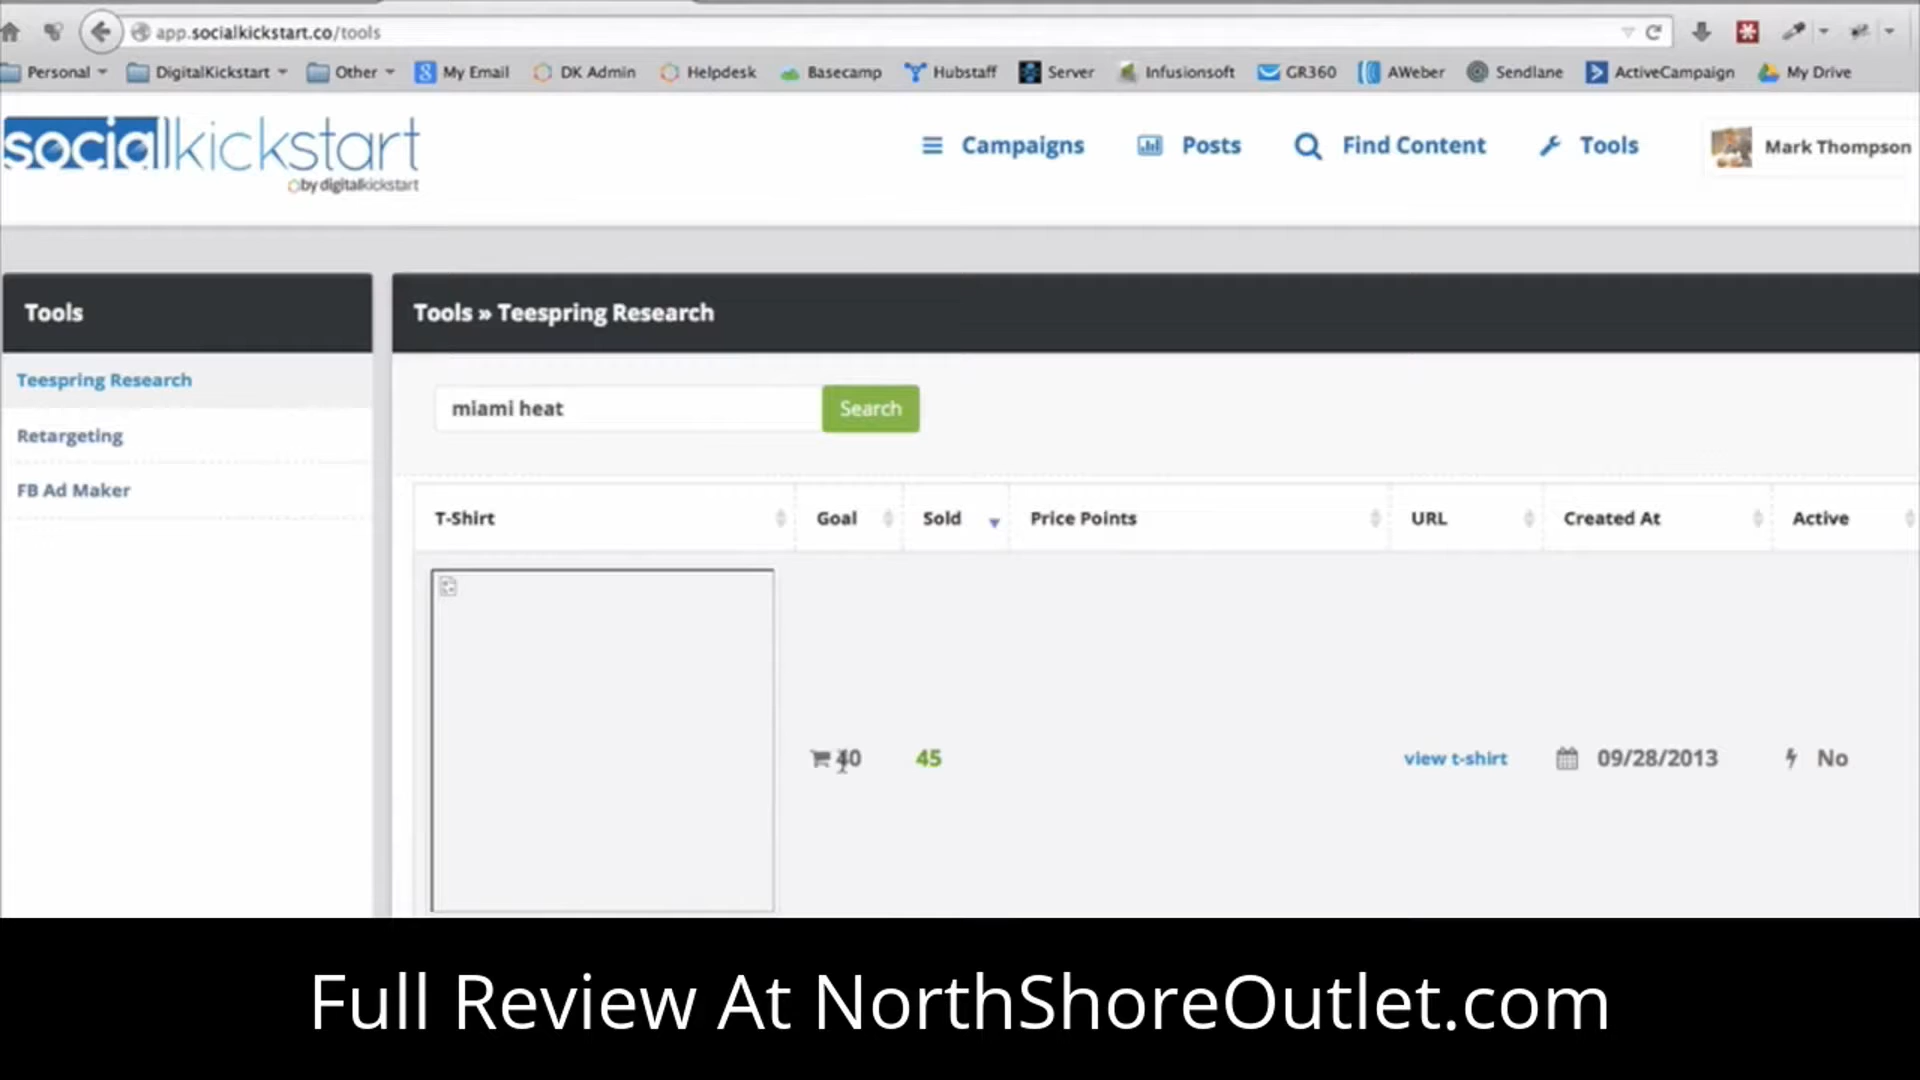 app.socialkickstart.co/tools
Personal DigitalKickstart Other My Email DK Admin Helpdesk Basecamp Hubstaff Server Infusionsoft GR360 AWeber Sendlane ActiveCampaign My Drive
socialkickstart
by digitalkickstart
Campaigns Posts Find Content Tools Mark Thompson
Tools
Tools » Teespring Research
Teespring Research
Retargeting
FB Ad Maker
miami heat Search
T-Shirt Goal Sold Price Points URL Created At Active
40 45 view t-shirt 09/28/2013 No
Full Review At NorthShoreOutlet.com